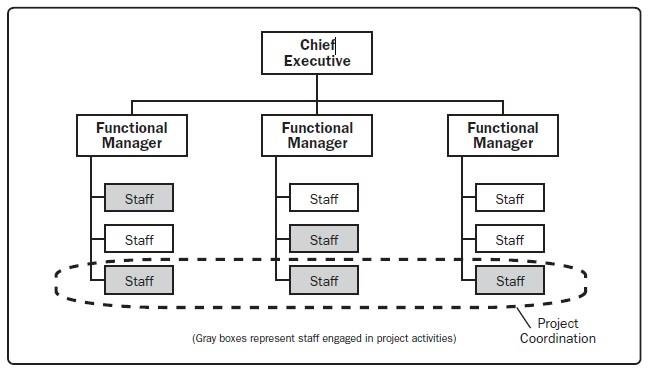 Chief
Executive
Functional
Manager
Functional
Manager
Functional
Manager
Staff
Staff
Staff
Staff
Staff
Staff
Staff
Staff
Staff
Project
Coordination
(Gray boxes represent staff engaged in project activities)